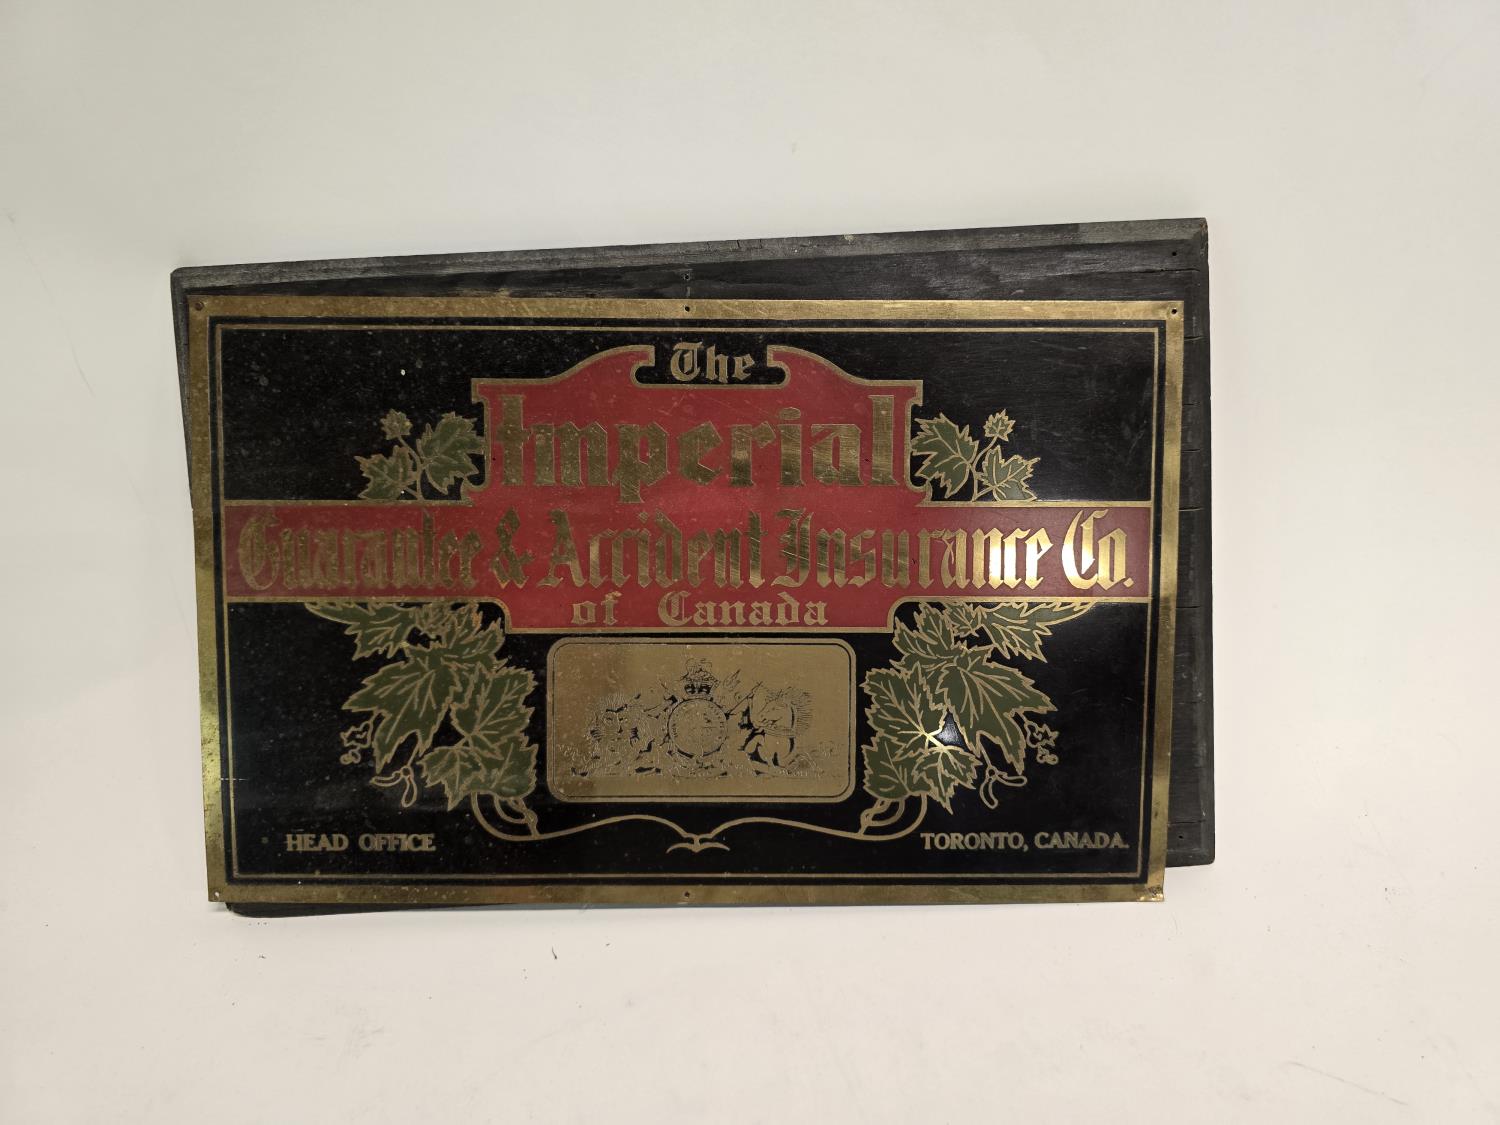 The
Imperial
Guarantee & Accident Insurance Co.
of Canada
HEAD OFFICE
TORONTO, CANADA.